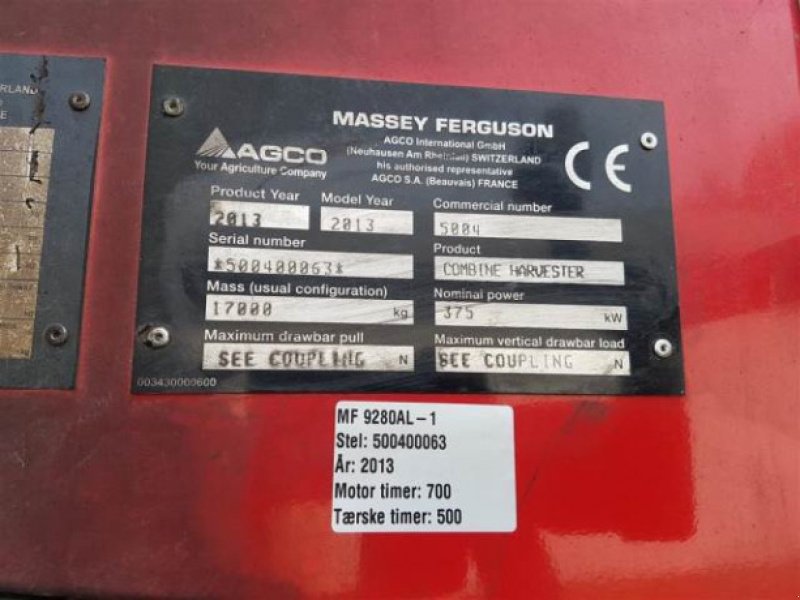 ERLAND
MASSEY FERGUSON
AGCO International GmbH
(Neuhausen Am Rheinfall) SWITZERLAND
his authorised representative
AGCO S.A. (Beauvais) FRANCE
AGCO
Your Agriculture Company
CE
Product Year
Model Year
Commercial number
2013
2013
5004
Serial number
Product
*500400063*
COMBINE HARVESTER
Mass (usual configuration)
Nominal power
17000 kg
375 kW
Maximum drawbar pull
Maximum vertical drawbar load
SEE COUPLING N
SEE COUPLING N
003430000600
MF 9280AL-1
Stel: 500400063
År: 2013
Motor timer: 700
Tærske timer: 500